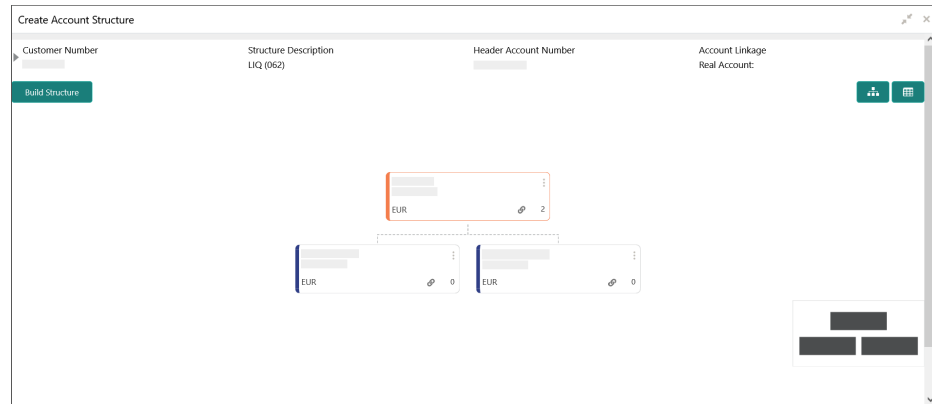 Create Account Structure
Customer Number
Structure Description
Header Account Number
Account Linkage
LIQ (062)
Real Account:
Build Structure
EUR 2
EUR 0
EUR 0